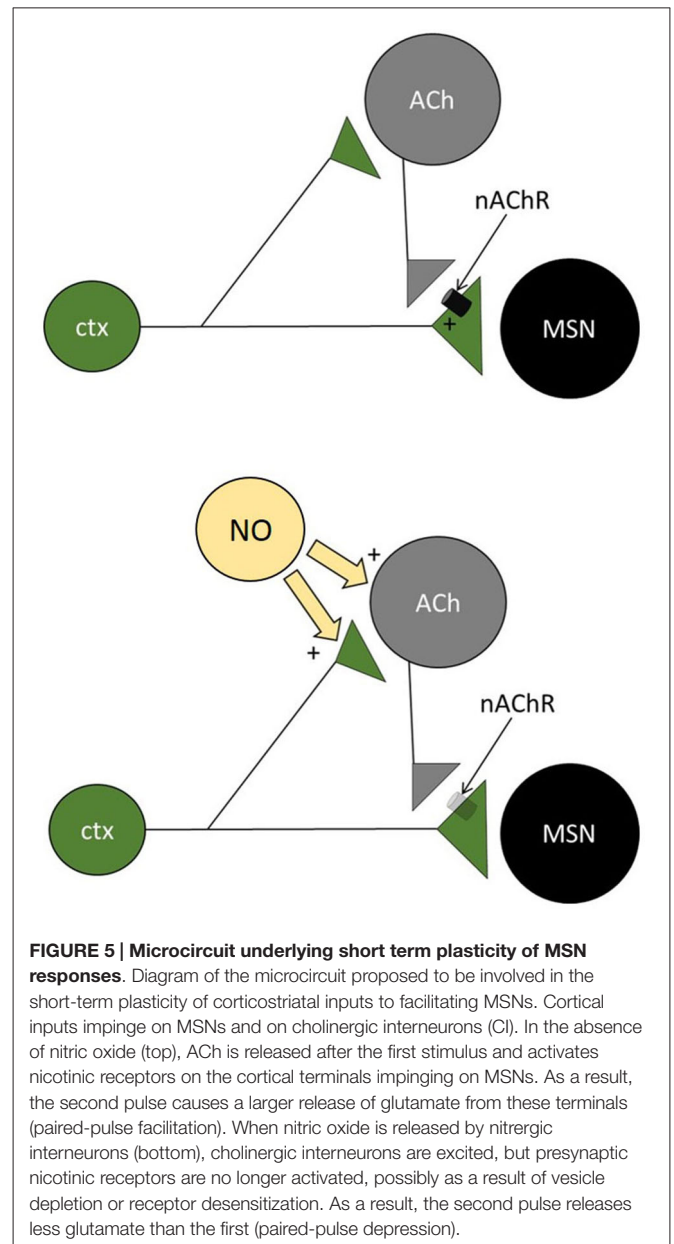 ACh
nAChR
ctx
+
MSN
NO
+
ACh
+
nAChR
ctx
MSN
FIGURE 5 | Microcircuit underlying short term plasticity of MSN
responses. Diagram of the microcircuit proposed to be involved in the
short-term plasticity of corticostriatal inputs to facilitating MSNs. Cortical
inputs impinge on MSNs and on cholinergic interneurons (CI). In the absence
of nitric oxide (top), ACh is released after the first stimulus and activates
nicotinic receptors on the cortical terminals impinging on MSNs. As a result,
the second pulse causes a larger release of glutamate from these terminals
(paired-pulse facilitation). When nitric oxide is released by nitrergic
interneurons (bottom), cholinergic interneurons are excited, but presynaptic
nicotinic receptors are no longer activated, possibly as a result of vesicle
depletion or receptor desensitization. As a result, the second pulse releases
less glutamate than the first (paired-pulse depression).